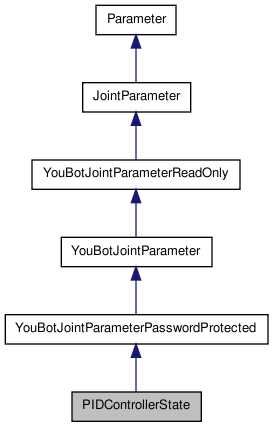 Parameter
JointParameter
YouBotJointParameterReadOnly
YouBotJointParameter
YouBotJointParameterPasswordProtected
PIDControllerState